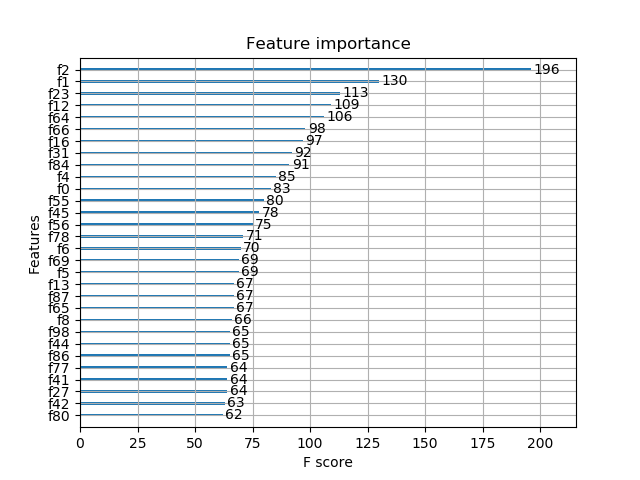 Feature importance
f2 196
f1 130
f23 113
f12 109
f64 106
f66 98
f16 97
f31 92
f84 91
f4 85
f0 83
f55 80
f45 78
f56 75
f78 71
f6 70
f69 69
f5 69
f13 67
f87 67
f65 67
f8 66
f98 65
f44 65
f86 65
f77 64
f41 64
f27 64
f42 63
f80 62
Features
0 25 50 75 100 125 150 175 200
F score